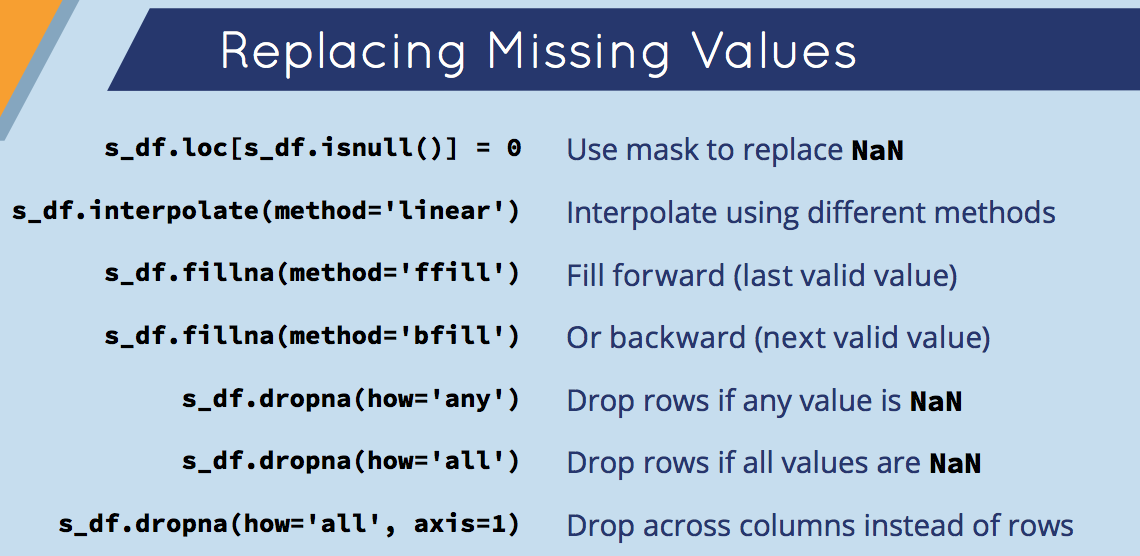 Replacing Missing Values
s_df.loc[s_df.isnull()] = 0 Use mask to replace NaN
s_df.interpolate(method='linear') Interpolate using different methods
s_df.fillna(method='ffill') Fill forward (last valid value)
s_df.fillna(method='bfill') Or backward (next valid value)
s_df.dropna(how='any') Drop rows if any value is NaN
s_df.dropna(how='all') Drop rows if all values are NaN
s_df.dropna(how='all', axis=1) Drop across columns instead of rows